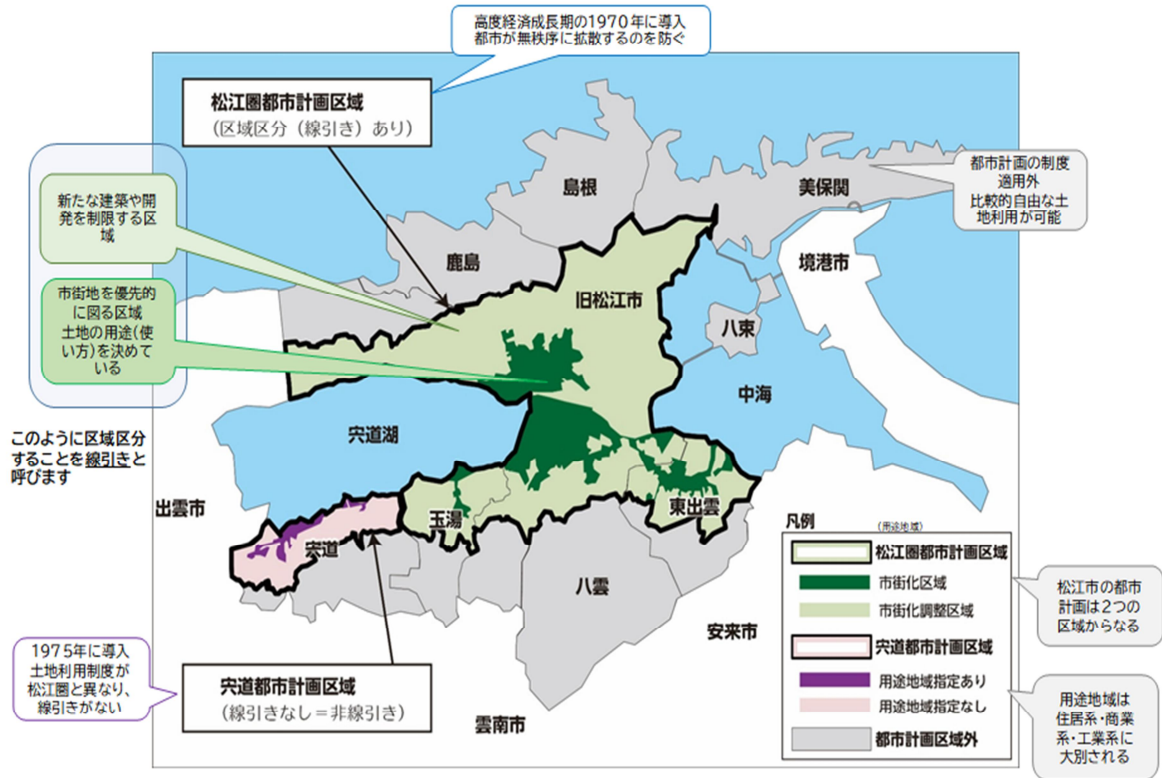 高度経済成長期の1970年に導入
都市が無秩序に拡散するのを防ぐ
松江圏都市計画区域
(区域区分(線引き)あり)
新たな建築や開
発を制限する区
域
市街地を優先的
に図る区域
土地の用途(使
い方)を決めて
いる
このように区域区分
することを線引きと
呼びます
都市計画の制度
適用外
比較的自由な土
地利用が可能
島根
美保関
鹿島
境港市
旧松江市
八束
中海
宍道湖
出雲市
玉湯
東出雲
宍道
八雲
安来市
雲南市
1975年に導入
土地利用制度が
松江圏と異なり、
線引きがない
宍道都市計画区域
(線引きなし=非線引き)
凡例
(用途地域)
松江圏都市計画区域
市街化区域
市街化調整区域
宍道都市計画区域
用途地域指定あり
用途地域指定なし
都市計画区域外
松江市の都市
計画は2つの
区域からなる
用途地域は
住居系・商業
系・工業系に
大別される